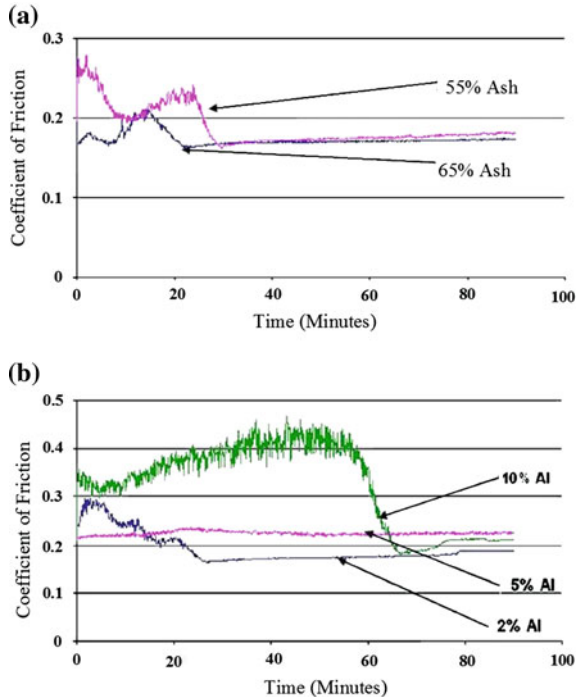 (a)
0.3
0.2
0.1
0
Coefficient of Friction
55% Ash
65% Ash
0 20 40 60 80 100
Time (Minutes)
(b)
0.5
0.4
0.3
0.2
0.1
0
Coefficient of Friction
10% Al
5% Al
2% Al
0 20 40 60 80 100
Time (Minutes)